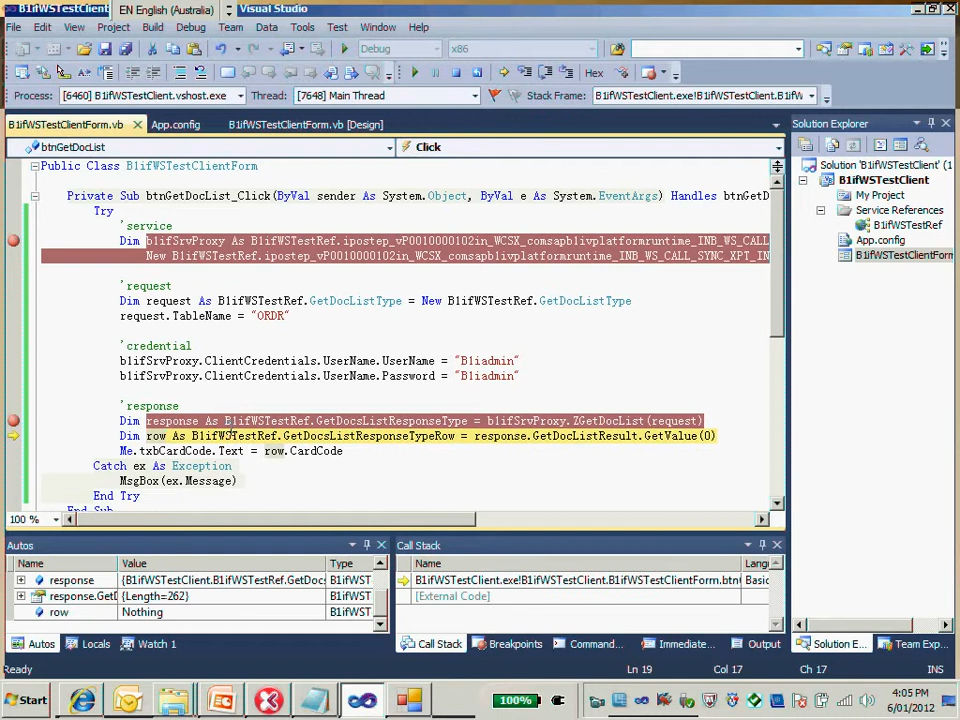 B1ifWSTestClient
EN English (Australia)
Visual Studio
File Edit View Project Build Debug Team Data Tools Test Window Help
Debug x86
Hex
Process: [6460] B1ifWSTestClient.vshost.exe Thread: [7648] Main Thread Stack Frame: B1ifWSTestClient.exe!B1ifWSTestClient.B1ifW
B1ifWSTestClientForm.vb App.config B1ifWSTestClientForm.vb [Design]
btnGetDocList Click
Public Class B1ifWSTestClientForm
Private Sub btnGetDocList_Click(ByVal sender As System.Object, ByVal e As System.EventArgs) Handles btnGetD
Try
'service
Dim b1ifSrvProxy As B1ifWSTestRef.ipostep_vP0010000102in_WCSX_comsapb1ivplatformruntime_INB_WS_CALL
New B1ifWSTestRef.ipostep_vP0010000102in_WCSX_comsapb1ivplatformruntime_INB_WS_CALL_SYNC_XPT_IN
'request
Dim request As B1ifWSTestRef.GetDocListType = New B1ifWSTestRef.GetDocListType
request.TableName = "ORDR"
'credential
b1ifSrvProxy.ClientCredentials.UserName.UserName = "B1iadmin"
b1ifSrvProxy.ClientCredentials.UserName.Password = "B1iadmin"
'response
Dim response As B1ifWSTestRef.GetDocsListResponseType = b1ifSrvProxy.ZGetDocList(request)
Dim row As B1ifWSTestRef.GetDocsListResponseTypeRow = response.GetDocListResult.GetValue(0)
Me.txbCardCode.Text = row.CardCode
Catch ex As Exception
MsgBox(ex.Message)
End Try
End Sub
100 %
Solution Explorer
Solution 'B1ifWSTestClient' (1
B1ifWSTestClient
My Project
Service References
B1ifWSTestRef
App.config
B1ifWSTestClientForm
Autos
Name Value Type
response {B1ifWSTestClient.B1ifWSTestRef.GetDocs B1ifWST
response.GetD {Length=262} B1ifWST
row Nothing B1ifWST
Autos Locals Watch 1
Call Stack
Name Langu
B1ifWSTestClient.exe!B1ifWSTestClient.B1ifWSTestClientForm.btn Basic
[External Code]
Call Stack Breakpoints Command... Immediate... Output
Solution E... Team Exp...
Ready Ln 19 Col 17 Ch 17 INS
Start 100% 4:05 PM
6/01/2012